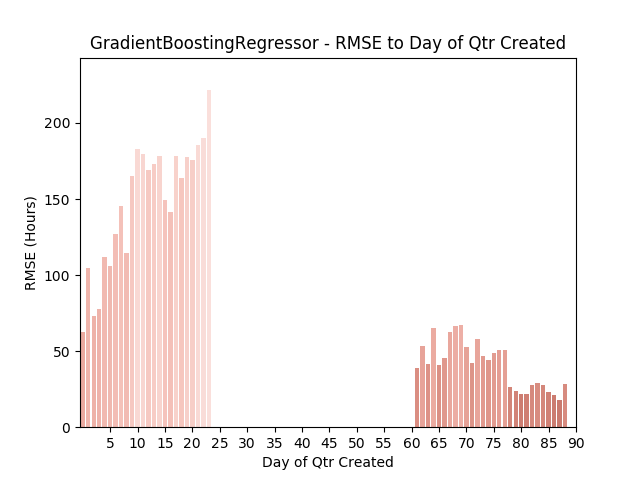 GradientBoostingRegressor - RMSE to Day of Qtr Created
RMSE (Hours)
200
150
100
50
0
5 10 15 20 25 30 35 40 45 50 55 60 65 70 75 80 85 90
Day of Qtr Created